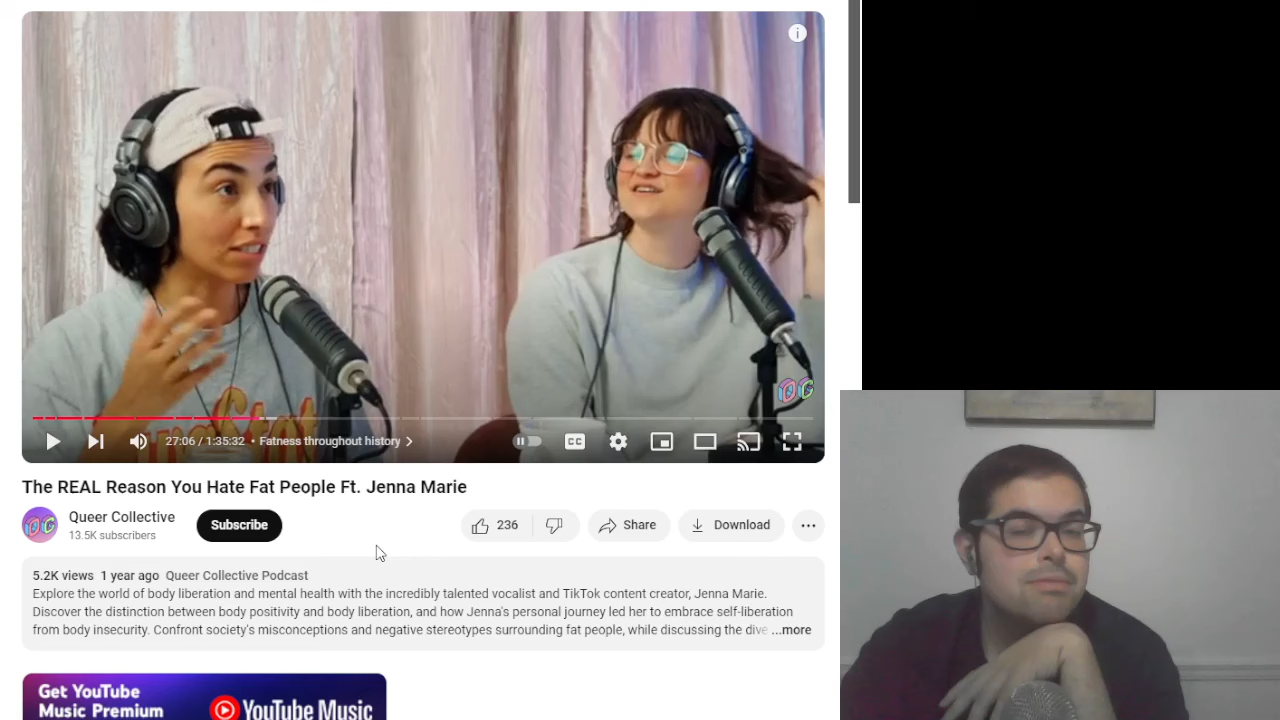 27:06 / 1:35:32 • Fatness throughout history
CC
The REAL Reason You Hate Fat People Ft. Jenna Marie
Queer Collective
13.5K subscribers
Subscribe
236
Share
Download
5.2K views 1 year ago Queer Collective Podcast
Explore the world of body liberation and mental health with the incredibly talented vocalist and TikTok content creator, Jenna Marie.
Discover the distinction between body positivity and body liberation, and how Jenna's personal journey led her to embrace self-liberation
from body insecurity. Confront society's misconceptions and negative stereotypes surrounding fat people, while discussing the dive ...more
Get YouTube
Music Premium
YouTube Music